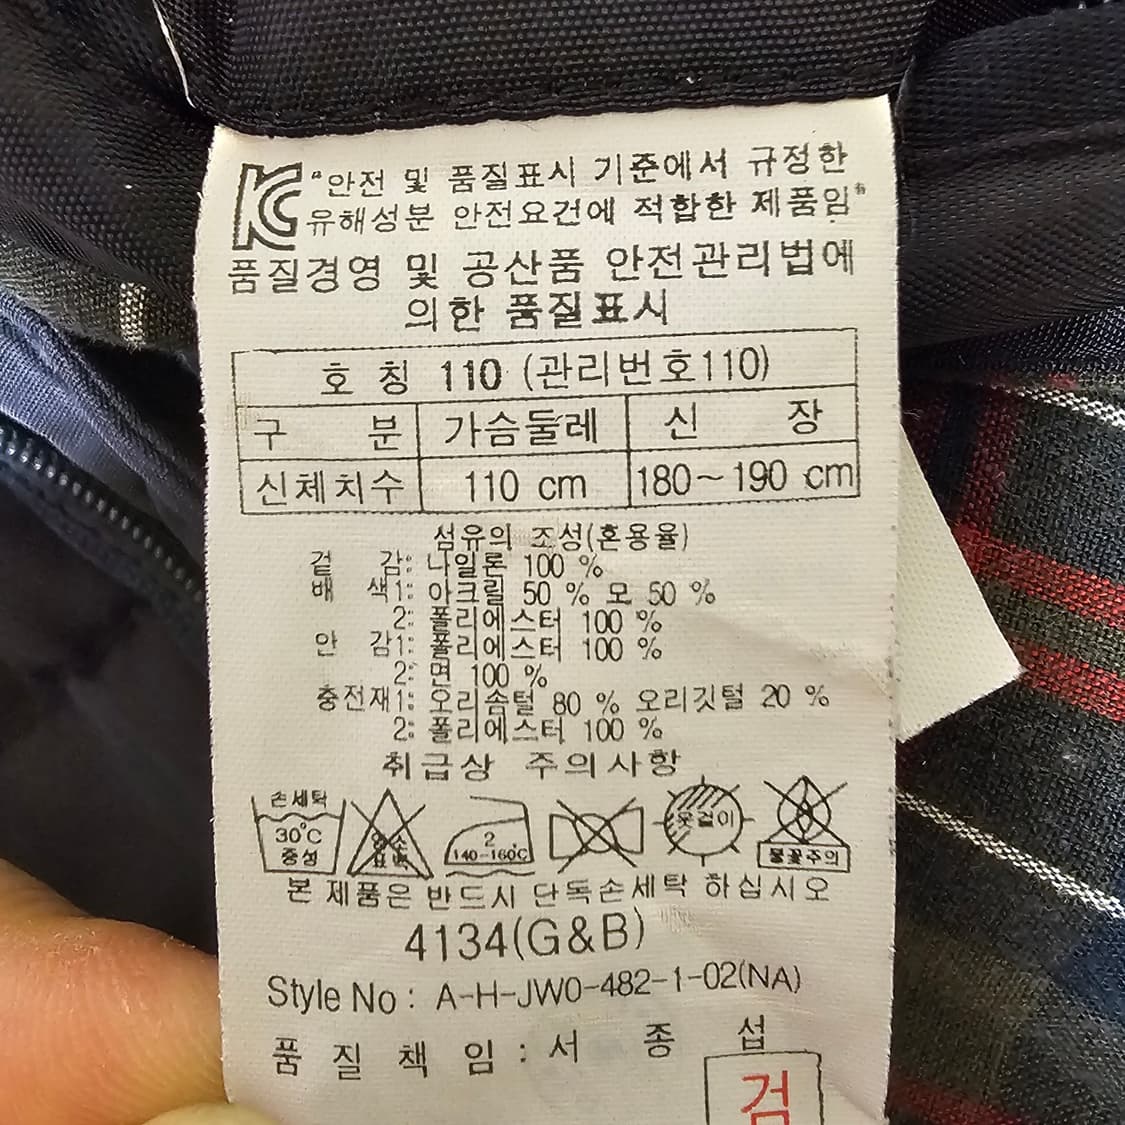 KC "안전 및 품질표시 기준에서 규정한
유해성분 안전요건에 적합한 제품임"
품질경영 및 공산품 안전관리법에
의한 품질표시
호 칭 110 (관리번호110)
구 분 가슴둘레 신 장
신체치수 110 cm 180~190 cm
섬유의 조성(혼용율)
겉 감: 나일론 100 %
배 색1: 아크릴 50 % 모 50 %
2: 폴리에스터 100 %
안 감1: 폴리에스터 100 %
2: 면 100 %
충전재1: 오리솜털 80 % 오리깃털 20 %
2: 폴리에스터 100 %
취급상 주의사항
손세탁
30℃
중성
염소
표백
2
140-160℃
옷걸이
불꽃주의
본 제품은 반드시 단독손세탁 하십시오
4134(G&B)
Style No : A-H-JW0-482-1-02(NA)
품 질 책 임 : 서 종 섭
검